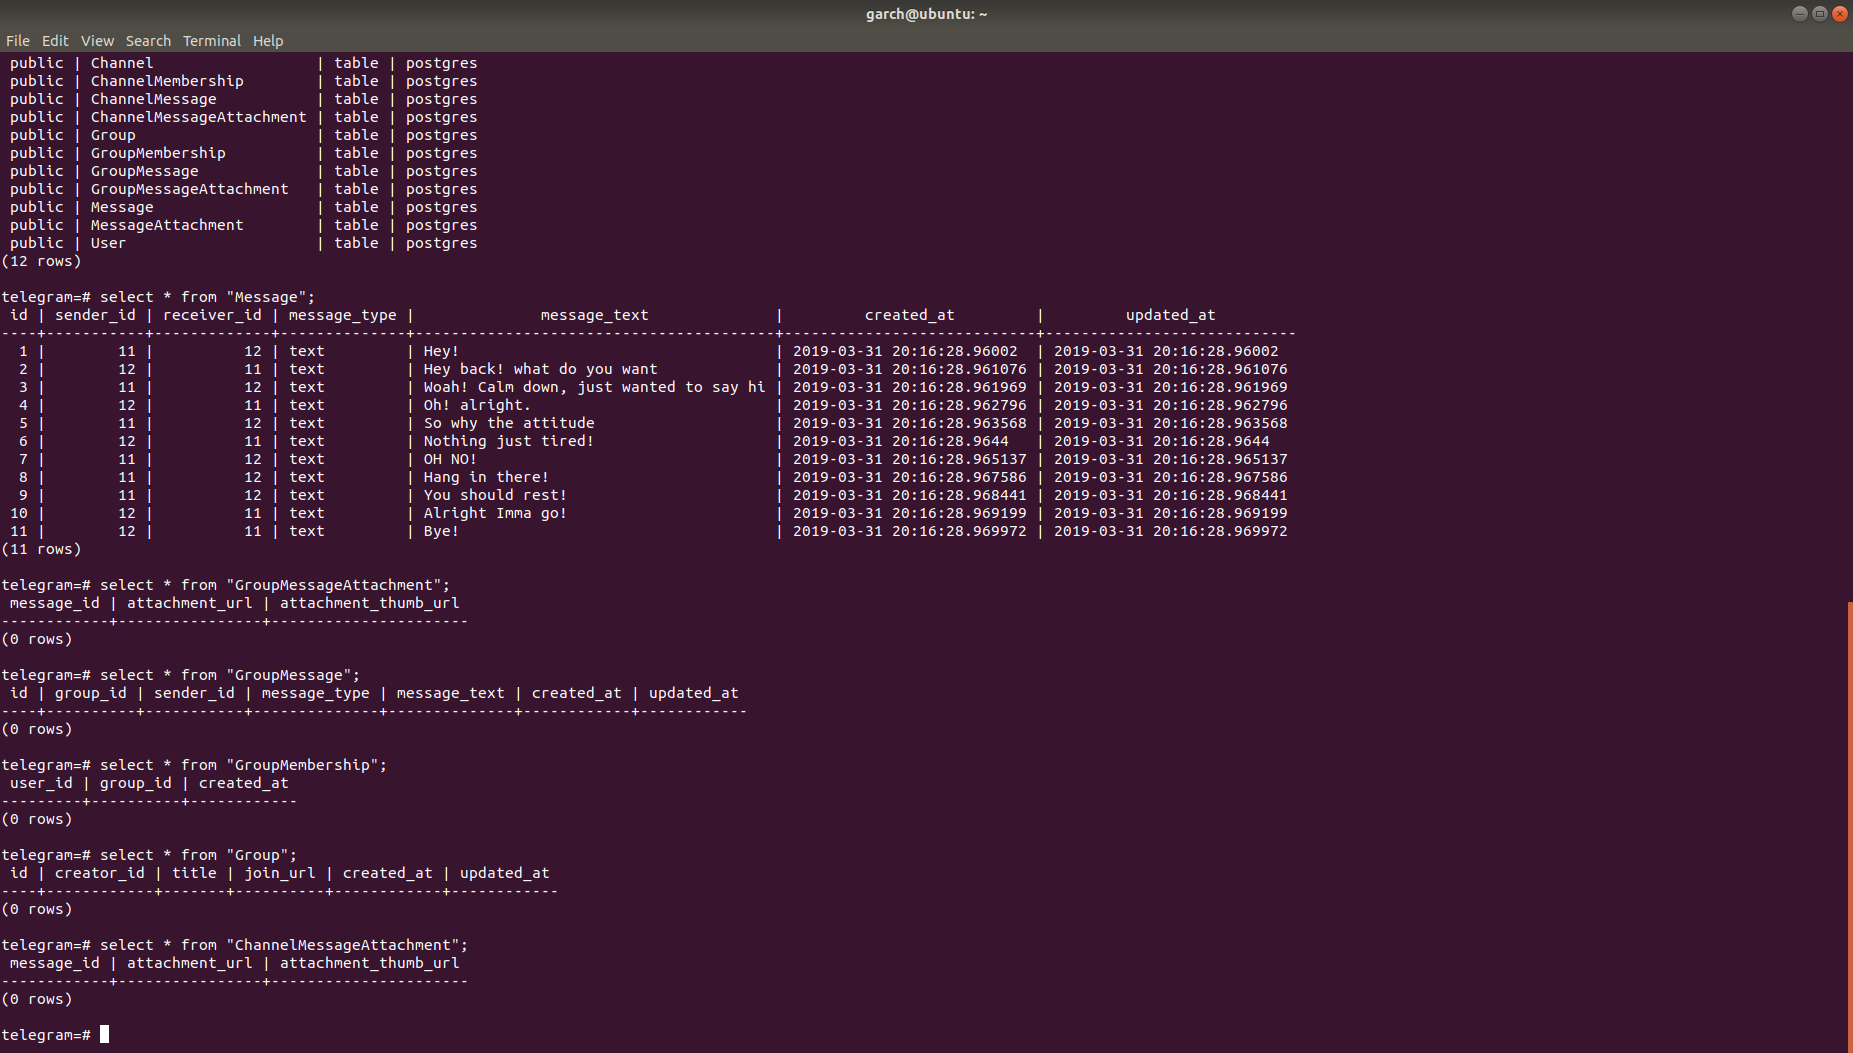 garch@ubuntu: ~
File Edit View Search Terminal Help
 public | Channel                  | table | postgres
 public | ChannelMembership        | table | postgres
 public | ChannelMessage           | table | postgres
 public | ChannelMessageAttachment | table | postgres
 public | Group                    | table | postgres
 public | GroupMembership          | table | postgres
 public | GroupMessage             | table | postgres
 public | GroupMessageAttachment   | table | postgres
 public | Message                  | table | postgres
 public | MessageAttachment        | table | postgres
 public | User                     | table | postgres
(12 rows)
telegram=# select * from "Message";
 id | sender_id | receiver_id | message_type |              message_text              |         created_at         |         updated_at
----+-----------+-------------+--------------+----------------------------------------+----------------------------+----------------------------
  1 |        11 |          12 | text         | Hey!                                   | 2019-03-31 20:16:28.96002  | 2019-03-31 20:16:28.96002
  2 |        12 |          11 | text         | Hey back! what do you want             | 2019-03-31 20:16:28.961076 | 2019-03-31 20:16:28.961076
  3 |        11 |          12 | text         | Woah! Calm down, just wanted to say hi | 2019-03-31 20:16:28.961969 | 2019-03-31 20:16:28.961969
  4 |        12 |          11 | text         | Oh! alright.                           | 2019-03-31 20:16:28.962796 | 2019-03-31 20:16:28.962796
  5 |        11 |          12 | text         | So why the attitude                    | 2019-03-31 20:16:28.963568 | 2019-03-31 20:16:28.963568
  6 |        12 |          11 | text         | Nothing just tired!                    | 2019-03-31 20:16:28.9644   | 2019-03-31 20:16:28.9644
  7 |        11 |          12 | text         | OH NO!                                 | 2019-03-31 20:16:28.965137 | 2019-03-31 20:16:28.965137
  8 |        11 |          12 | text         | Hang in there!                         | 2019-03-31 20:16:28.967586 | 2019-03-31 20:16:28.967586
  9 |        11 |          12 | text         | You should rest!                       | 2019-03-31 20:16:28.968441 | 2019-03-31 20:16:28.968441
 10 |        12 |          11 | text         | Alright Imma go!                       | 2019-03-31 20:16:28.969199 | 2019-03-31 20:16:28.969199
 11 |        12 |          11 | text         | Bye!                                   | 2019-03-31 20:16:28.969972 | 2019-03-31 20:16:28.969972
(11 rows)
telegram=# select * from "GroupMessageAttachment";
 message_id | attachment_url | attachment_thumb_url
------------+----------------+----------------------
(0 rows)
telegram=# select * from "GroupMessage";
 id | group_id | sender_id | message_type | message_text | created_at | updated_at
----+----------+-----------+--------------+--------------+------------+------------
(0 rows)
telegram=# select * from "GroupMembership";
 user_id | group_id | created_at
---------+----------+------------
(0 rows)
telegram=# select * from "Group";
 id | creator_id | title | join_url | created_at | updated_at
----+------------+-------+----------+------------+------------
(0 rows)
telegram=# select * from "ChannelMessageAttachment";
 message_id | attachment_url | attachment_thumb_url
------------+----------------+----------------------
(0 rows)
telegram=#